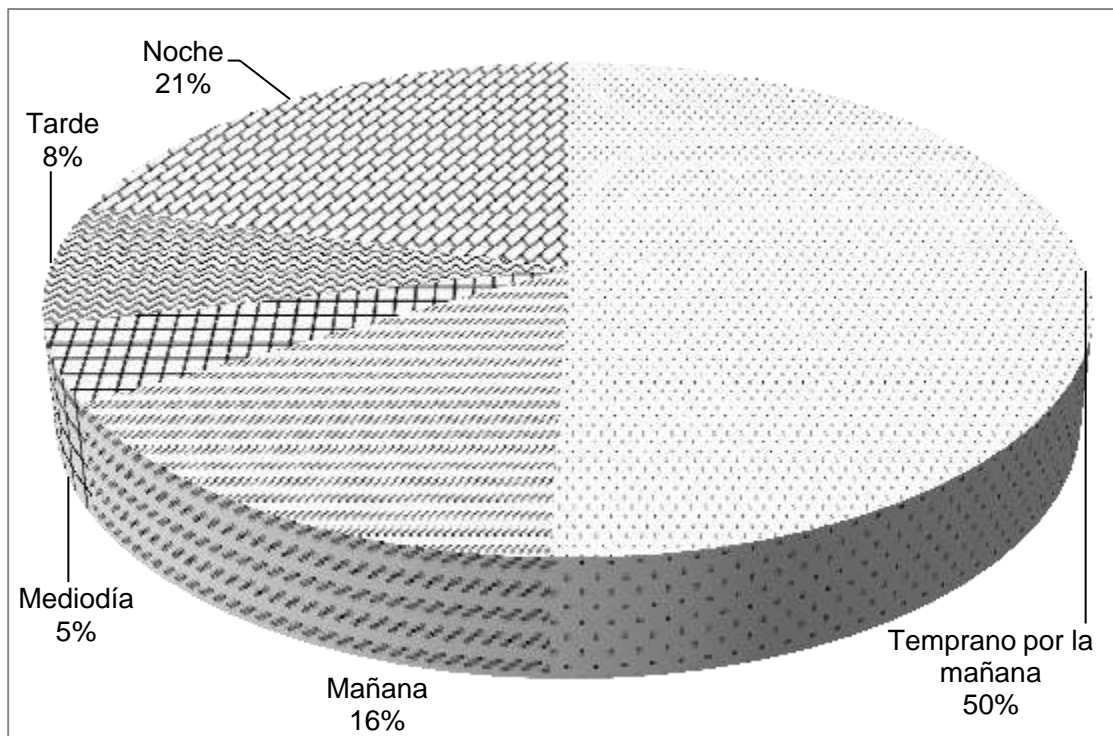 Noche
21%
Tarde
8%
Mediodía
5%
Mañana
16%
Temprano por la
mañana
50%